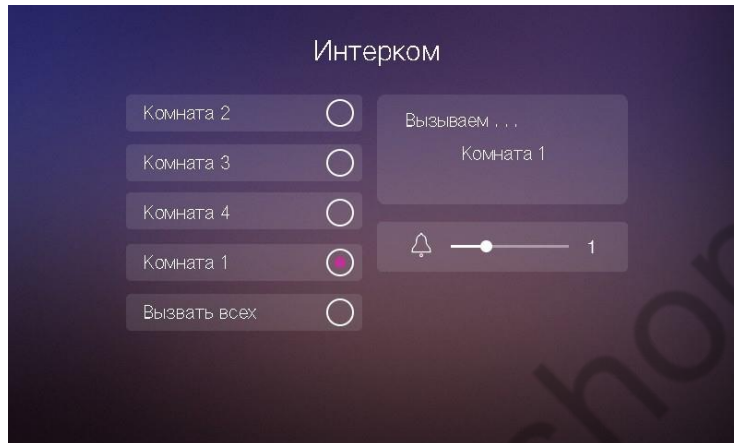 Интерком
Комната 2
Комната 3
Комната 4
Комната 1
Вызвать всех
Вызываем . . .
Комната 1
1